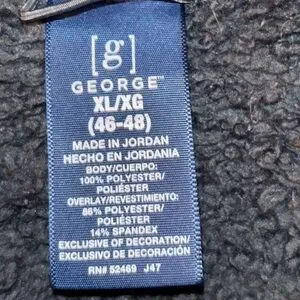 [g]
GEORGE™
XL/XG
(46-48)
MADE IN JORDAN
HECHO EN JORDANIA
BODY/CUERPO:
100% POLYESTER/
POLIÉSTER
OVERLAY/REVESTIMIENTO:
86% POLYESTER/
POLIÉSTER
14% SPANDEX
EXCLUSIVE OF DECORATION/
EXCLUSIVO DE DECORACIÓN
RN# 52469 J47